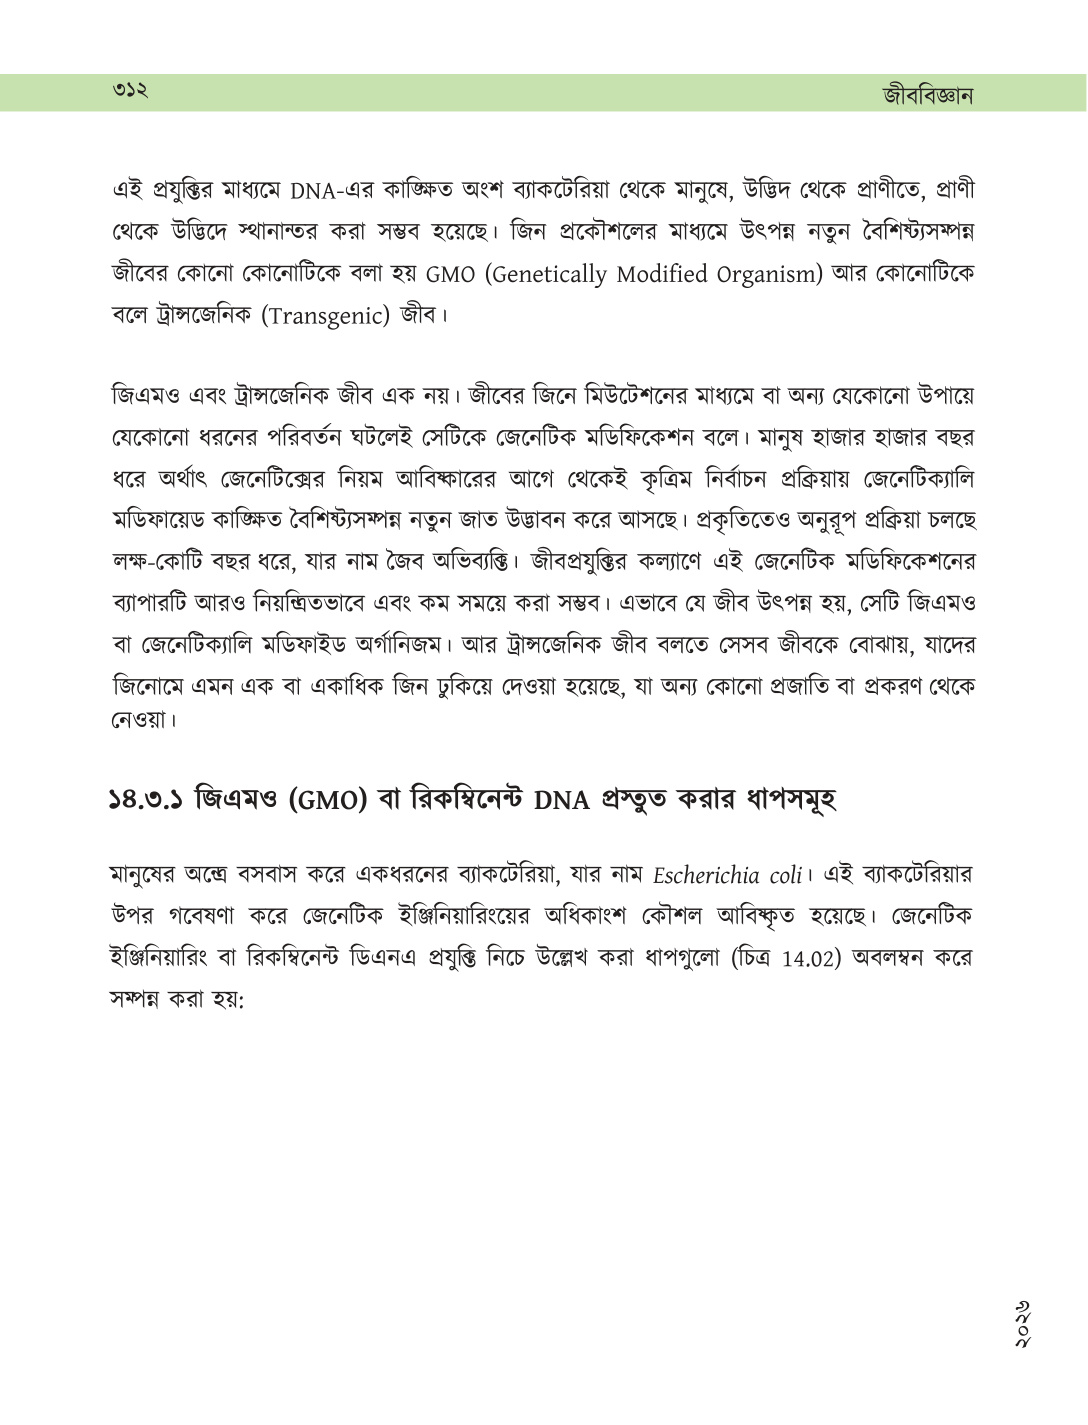 ৩১২
জীববিজ্ঞান
এই প্রযুক্তির মাধ্যমে DNA-এর কাঙ্ক্ষিত অংশ ব্যাকটেরিয়া থেকে মানুষে, উদ্ভিদ থেকে প্রাণীতে, প্রাণী
থেকে উদ্ভিদে স্থানান্তর করা সম্ভব হয়েছে। জিন প্রকৌশলের মাধ্যমে উৎপন্ন নতুন বৈশিষ্ট্যসম্পন্ন
জীবের কোনো কোনোটিকে বলা হয় GMO (Genetically Modified Organism) আর কোনোটিকে
বলে ট্রান্সজেনিক (Transgenic) জীব।
জিএমও এবং ট্রান্সজেনিক জীব এক নয়। জীবের জিনে মিউটেশনের মাধ্যমে বা অন্য যেকোনো উপায়ে
যেকোনো ধরনের পরিবর্তন ঘটলেই সেটিকে জেনেটিক মডিফিকেশন বলে। মানুষ হাজার হাজার বছর
ধরে অর্থাৎ জেনেটিক্সের নিয়ম আবিষ্কারের আগে থেকেই কৃত্রিম নির্বাচন প্রক্রিয়ায় জেনেটিক্যালি
মডিফায়েড কাঙ্ক্ষিত বৈশিষ্ট্যসম্পন্ন নতুন জাত উদ্ভাবন করে আসছে। প্রকৃতিতেও অনুরূপ প্রক্রিয়া চলছে
লক্ষ-কোটি বছর ধরে, যার নাম জৈব অভিব্যক্তি। জীবপ্রযুক্তির কল্যাণে এই জেনেটিক মডিফিকেশনের
ব্যাপারটি আরও নিয়ন্ত্রিতভাবে এবং কম সময়ে করা সম্ভব। এভাবে যে জীব উৎপন্ন হয়, সেটি জিএমও
বা জেনেটিক্যালি মডিফাইড অর্গানিজম। আর ট্রান্সজেনিক জীব বলতে সেসব জীবকে বোঝায়, যাদের
জিনোমে এমন এক বা একাধিক জিন ঢুকিয়ে দেওয়া হয়েছে, যা অন্য কোনো প্রজাতি বা প্রকরণ থেকে
নেওয়া।
১৪.৩.১ জিএমও (GMO) বা রিকম্বিনেন্ট DNA প্রস্তুত করার ধাপসমূহ
মানুষের অন্ত্রে বসবাস করে একধরনের ব্যাকটেরিয়া, যার নাম Escherichia coli। এই ব্যাকটেরিয়ার
উপর গবেষণা করে জেনেটিক ইঞ্জিনিয়ারিংয়ের অধিকাংশ কৌশল আবিষ্কৃত হয়েছে। জেনেটিক
ইঞ্জিনিয়ারিং বা রিকম্বিনেন্ট ডিএনএ প্রযুক্তি নিচে উল্লেখ করা ধাপগুলো (চিত্র 14.02) অবলম্বন করে
সম্পন্ন করা হয়:
২০২৬